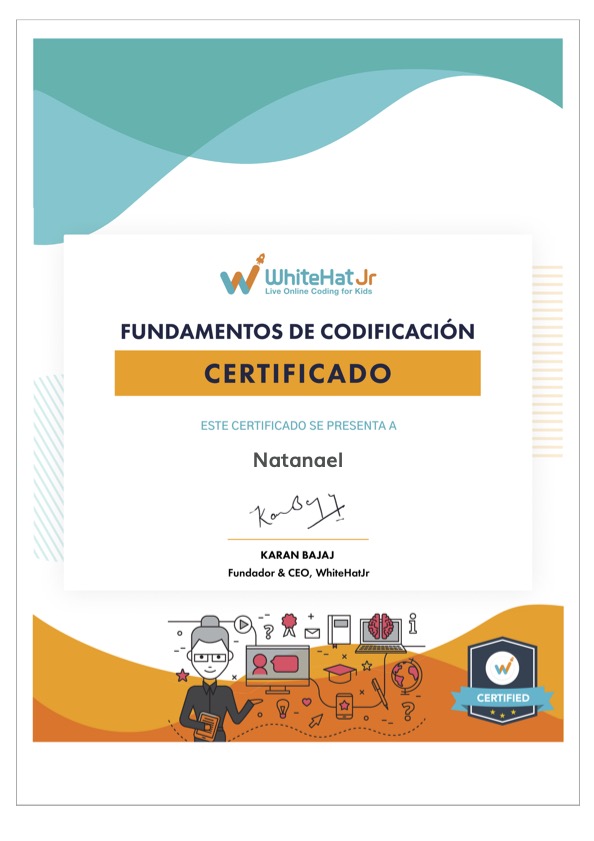 WhiteHat Jr
Live Online Coding for Kids
FUNDAMENTOS DE CODIFICACIÓN
CERTIFICADO
ESTE CERTIFICADO SE PRESENTA A
Natanael
KARAN BAJAJ
Fundador & CEO, WhiteHatJr
CERTIFIED